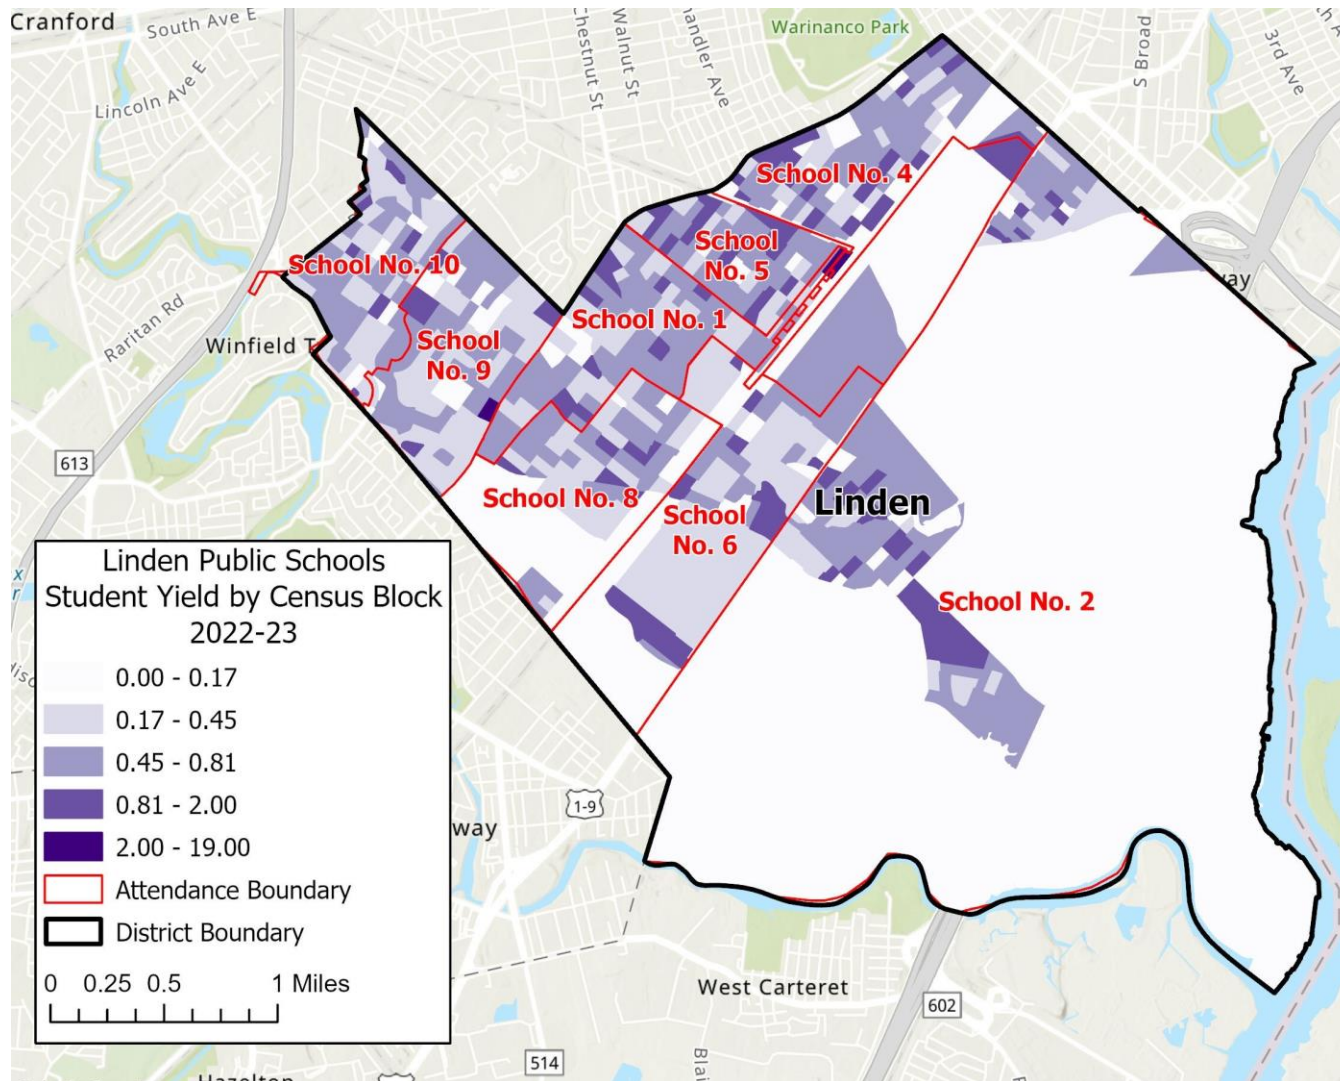 Cranford
South Ave E
Lincoln Ave E
Chestnut St
Walnut St
handler Ave
Warinanco Park
S Broad
3rd Ave
School No. 4
School
No. 5
School No. 10
School No. 1
School
No. 9
Raritan Rd
Winfield T
way
613
School No. 8
School
No. 6
Linden
School No. 2
Linden Public Schools
Student Yield by Census Block
2022-23
0.00 - 0.17
0.17 - 0.45
0.45 - 0.81
0.81 - 2.00
2.00 - 19.00
Attendance Boundary
District Boundary
0 0.25 0.5 1 Miles
1-9
way
West Carteret
602
514
Blai
Hazelton